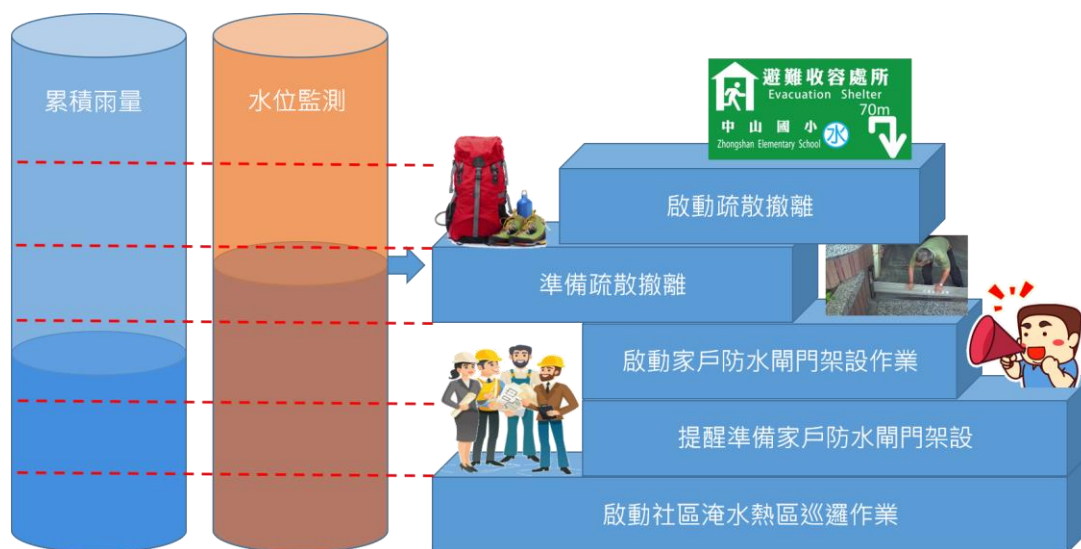 累積雨量
水位監測
避難收容處所
Evacuation Shelter
70m
中山國小
水
Zhongshan Elementary School
啟動疏散撤離
準備疏散撤離
啟動家戶防水閘門架設作業
提醒準備家戶防水閘門架設
啟動社區淹水熱區巡邏作業